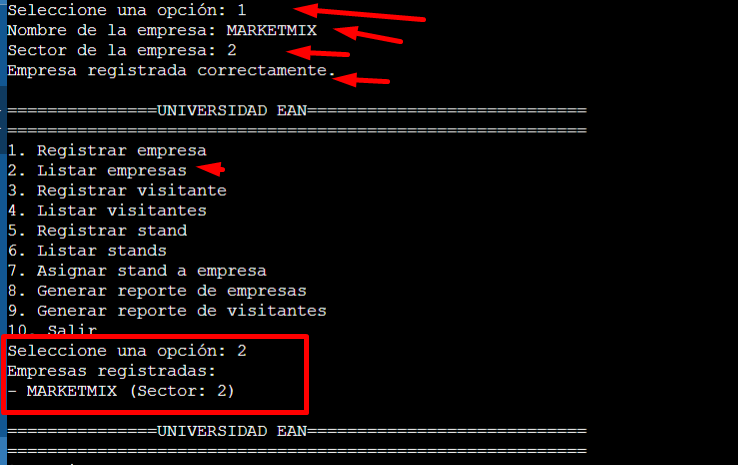 Seleccione una opción: 1
Nombre de la empresa: MARKETMIX
Sector de la empresa: 2
Empresa registrada correctamente.
===============UNIVERSIDAD EAN============================
==========================================================
1. Registrar empresa
2. Listar empresas
3. Registrar visitante
4. Listar visitantes
5. Registrar stand
6. Listar stands
7. Asignar stand a empresa
8. Generar reporte de empresas
9. Generar reporte de visitantes
10. Salir
Seleccione una opción: 2
Empresas registradas:
- MARKETMIX (Sector: 2)
===============UNIVERSIDAD EAN============================
==========================================================